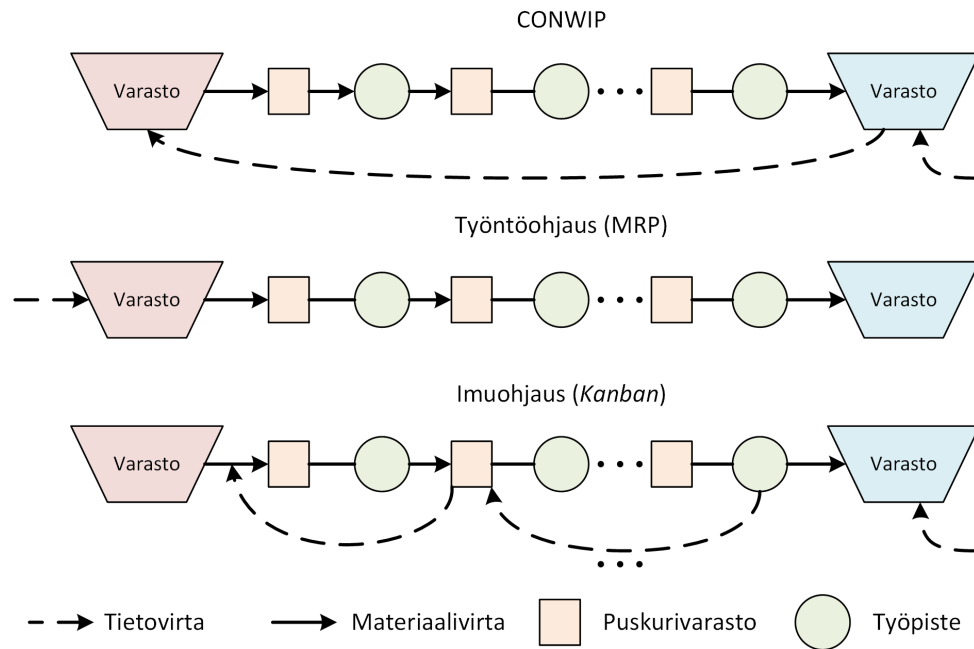 CONWIP
Varasto
Varasto
Työntöohjaus (MRP)
Varasto
Varasto
Imuohjaus (Kanban)
Varasto
Varasto
Tietovirta
Materiaalivirta
Puskurivarasto
Työpiste